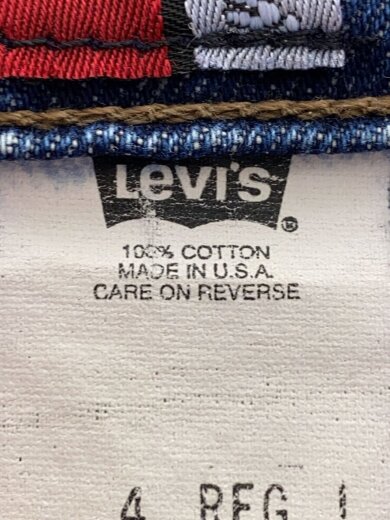 Levi's
100% COTTON
MADE IN U.S.A.
CARE ON REVERSE
4 REG